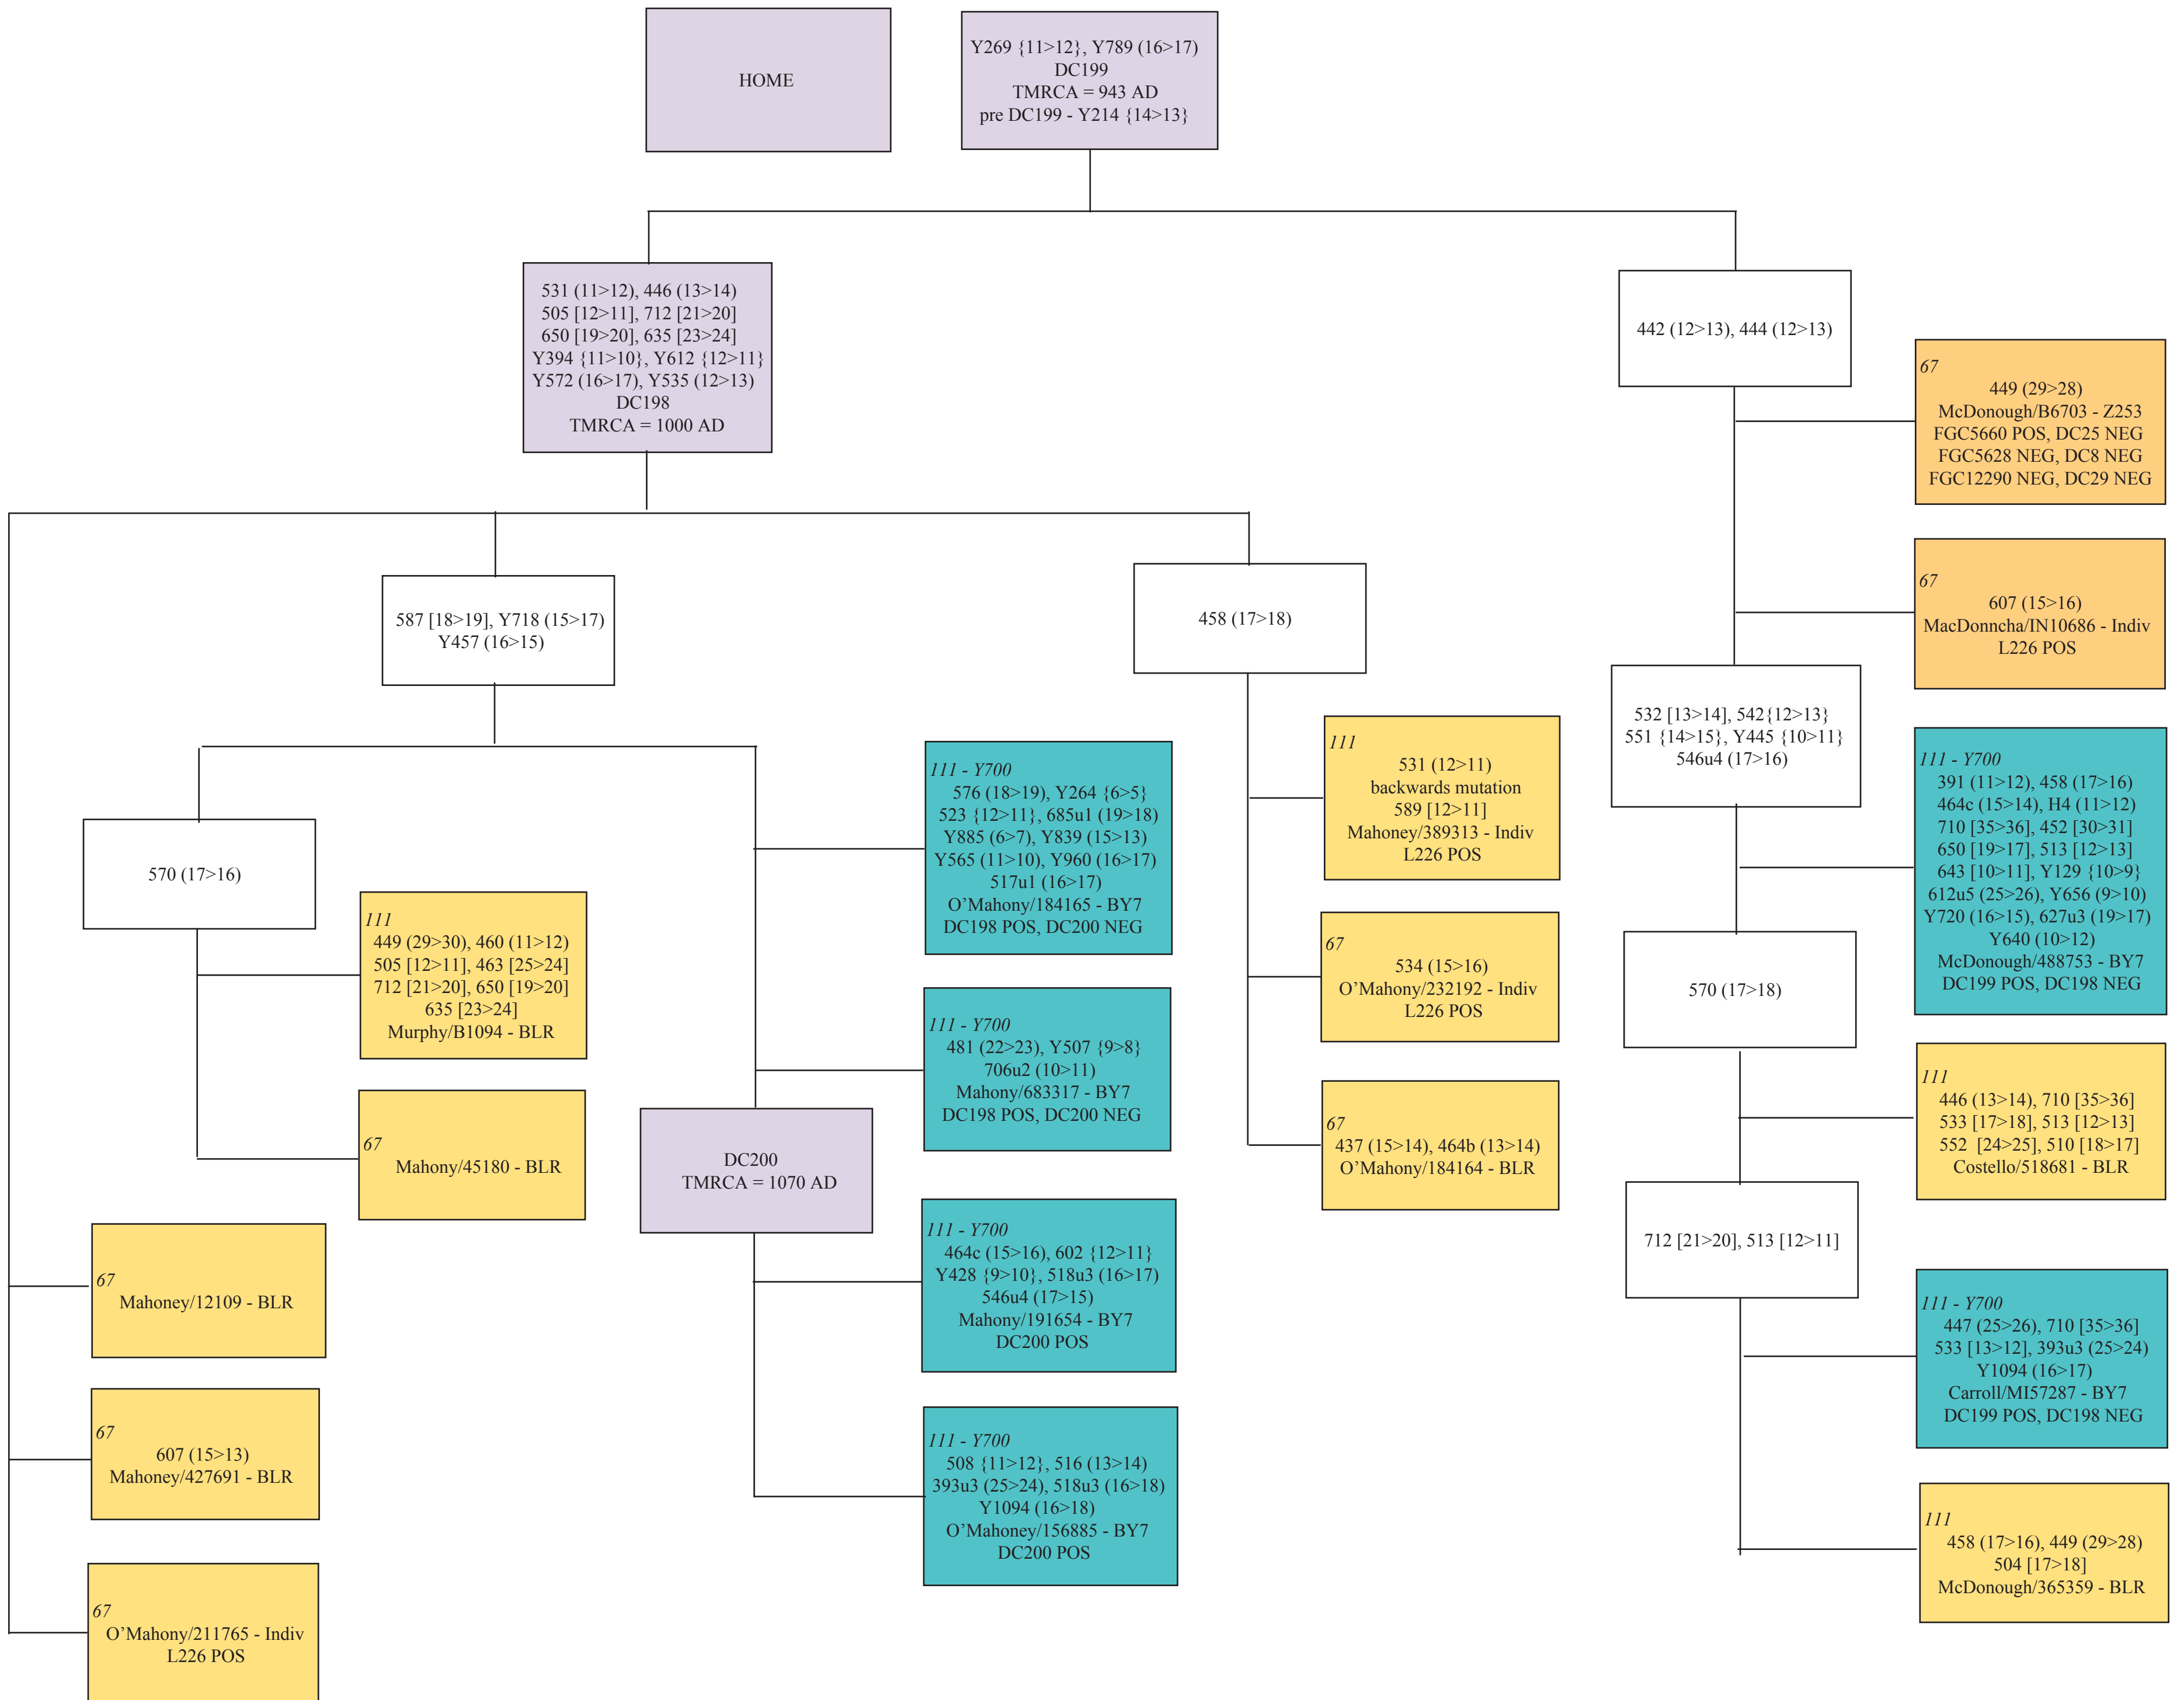 HOME
Y269 {11>12}, Y789 (16>17)
DC199
TMRCA = 943 AD
pre DC199 - Y214 {14>13}
531 (11>12), 446 (13>14)
505 [12>11], 712 [21>20]
650 [19>20], 635 [23>24]
Y394 {11>10}, Y612 {12>11}
Y572 (16>17), Y535 (12>13)
DC198
TMRCA = 1000 AD
442 (12>13), 444 (12>13)
67
449 (29>28)
McDonough/B6703 - Z253
FGC5660 POS, DC25 NEG
FGC5628 NEG, DC8 NEG
FGC12290 NEG, DC29 NEG
67
607 (15>16)
MacDonncha/IN10686 - Indiv
L226 POS
587 [18>19], Y718 (15>17)
Y457 (16>15)
458 (17>18)
532 [13>14], 542{12>13}
551 {14>15}, Y445 {10>11}
546u4 (17>16)
111 - Y700
391 (11>12), 458 (17>16)
464c (15>14), H4 (11>12)
710 [35>36], 452 [30>31]
650 [19>17], 513 [12>13]
643 [10>11], Y129 {10>9}
612u5 (25>26), Y656 (9>10)
Y720 (16>15), 627u3 (19>17)
Y640 (10>12)
McDonough/488753 - BY7
DC199 POS, DC198 NEG
111 - Y700
576 (18>19), Y264 {6>5}
523 {12>11}, 685u1 (19>18)
Y885 (6>7), Y839 (15>13)
Y565 (11>10), Y960 (16>17)
517u1 (16>17)
O’Mahony/184165 - BY7
DC198 POS, DC200 NEG
111
531 (12>11)
backwards mutation
589 [12>11]
Mahoney/389313 - Indiv
L226 POS
570 (17>16)
111
449 (29>30), 460 (11>12)
505 [12>11], 463 [25>24]
712 [21>20], 650 [19>20]
635 [23>24]
Murphy/B1094 - BLR
67
534 (15>16)
O’Mahony/232192 - Indiv
L226 POS
570 (17>18)
111 - Y700
481 (22>23), Y507 {9>8}
706u2 (10>11)
Mahony/683317 - BY7
DC198 POS, DC200 NEG
67
Mahony/45180 - BLR
DC200
TMRCA = 1070 AD
67
437 (15>14), 464b (13>14)
O’Mahony/184164 - BLR
111
446 (13>14), 710 [35>36]
533 [17>18], 513 [12>13]
552 [24>25], 510 [18>17]
Costello/518681 - BLR
712 [21>20], 513 [12>11]
67
Mahoney/12109 - BLR
111 - Y700
464c (15>16), 602 {12>11}
Y428 {9>10}, 518u3 (16>17)
546u4 (17>15)
Mahony/191654 - BY7
DC200 POS
111 - Y700
447 (25>26), 710 [35>36]
533 [13>12], 393u3 (25>24)
Y1094 (16>17)
Carroll/MI57287 - BY7
DC199 POS, DC198 NEG
67
607 (15>13)
Mahoney/427691 - BLR
111 - Y700
508 {11>12}, 516 (13>14)
393u3 (25>24), 518u3 (16>18)
Y1094 (16>18)
O’Mahoney/156885 - BY7
DC200 POS
111
458 (17>16), 449 (29>28)
504 [17>18]
McDonough/365359 - BLR
67
O’Mahony/211765 - Indiv
L226 POS